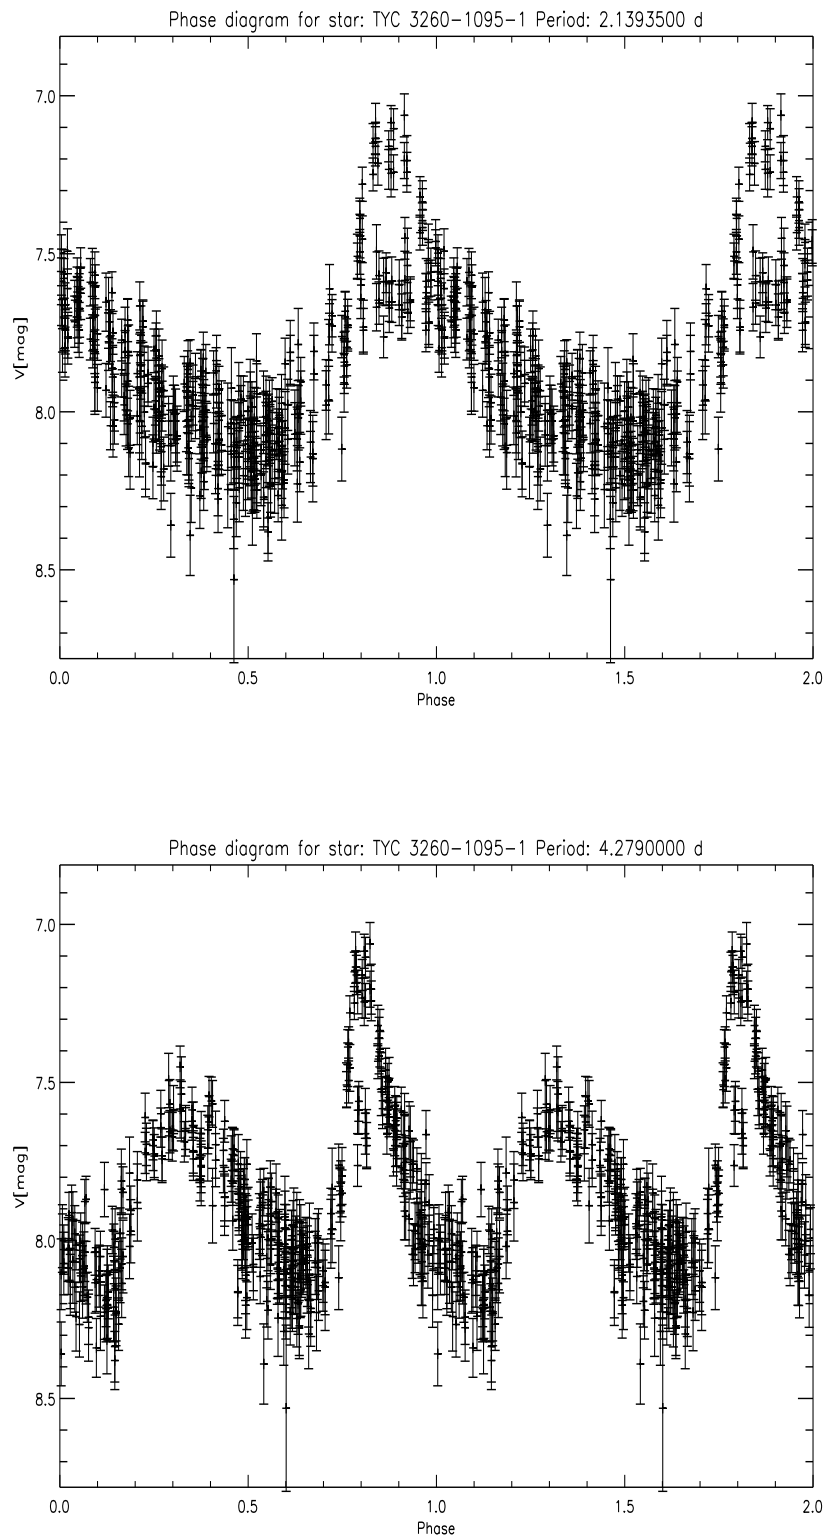 Phase diagram for star: TYC 3260-1095-1 Period: 2.1393500 d
7.0
7.5
V[mag]
8.0
8.5
0.0 0.5 1.0 1.5 2.0
Phase
Phase diagram for star: TYC 3260-1095-1 Period: 4.2790000 d
7.0
7.5
V[mag]
8.0
8.5
0.0 0.5 1.0 1.5 2.0
Phase